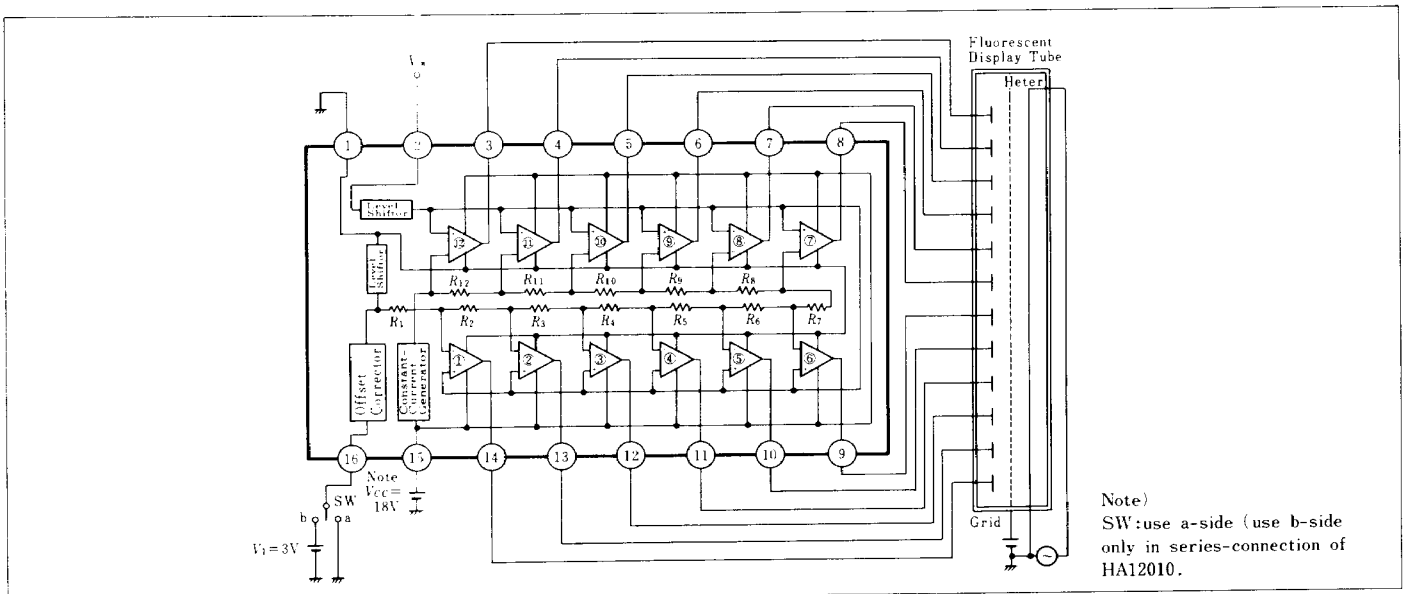 Fluorescent
Display Tube
Heter
1
2
3
4
5
6
7
8
Level
Shiftor
⑫
⑪
⑩
⑨
⑧
⑦
Level
Shiftor
R12
R11
R10
R9
R8
R1
R2
R3
R4
R5
R6
R7
①
②
③
④
⑤
⑥
Offset
Corrector
Constant-
Current
Generator
16
15
14
13
12
11
10
9
Note
VCC=
18V
SW
b
a
V1=3V
Grid
~
Note)
SW:use a-side (use b-side
only in series-connection of
HA12010.